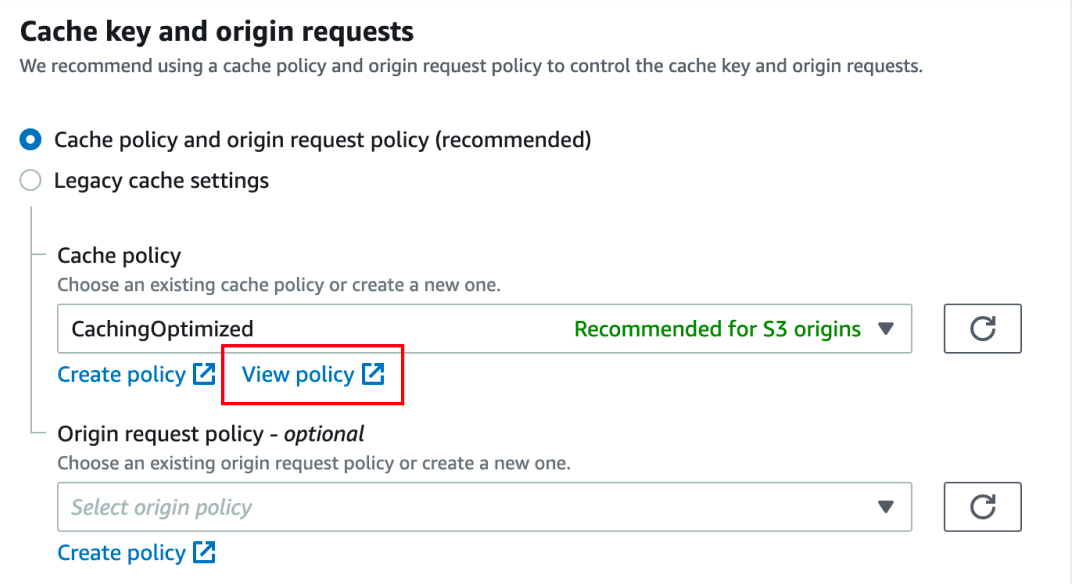 Cache key and origin requests
We recommend using a cache policy and origin request policy to control the cache key and origin requests.
Cache policy and origin request policy (recommended)
Legacy cache settings
Cache policy
Choose an existing cache policy or create a new one.
CachingOptimized Recommended for S3 origins
Create policy View policy
Origin request policy - optional
Choose an existing origin request policy or create a new one.
Select origin policy
Create policy